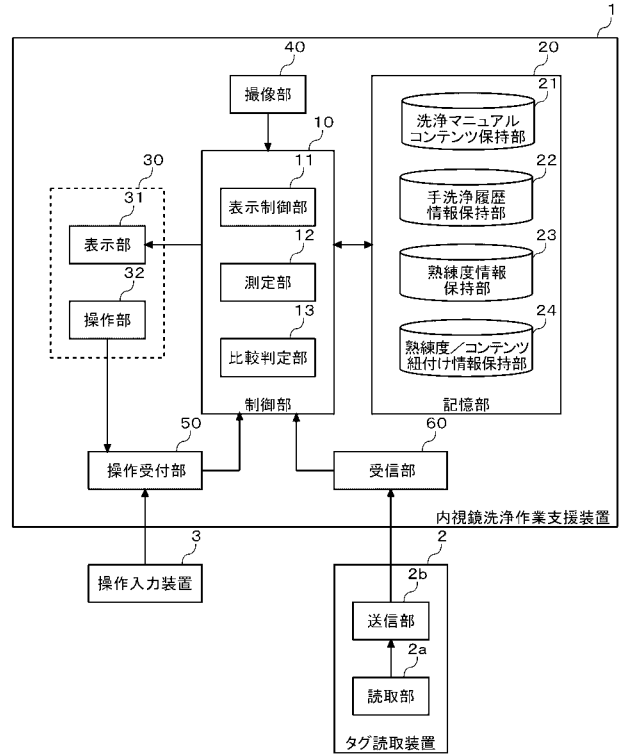 1
40
撮像部
20
21
洗浄マニュアル
コンテンツ保持部
22
手洗浄履歴
情報保持部
23
熟練度情報
保持部
24
熟練度／コンテンツ
紐付け情報保持部
記憶部
10
11
表示制御部
12
測定部
13
比較判定部
制御部
30
31
表示部
32
操作部
50
操作受付部
60
受信部
内視鏡洗浄作業支援装置
3
操作入力装置
2
2b
送信部
2a
読取部
タグ読取装置